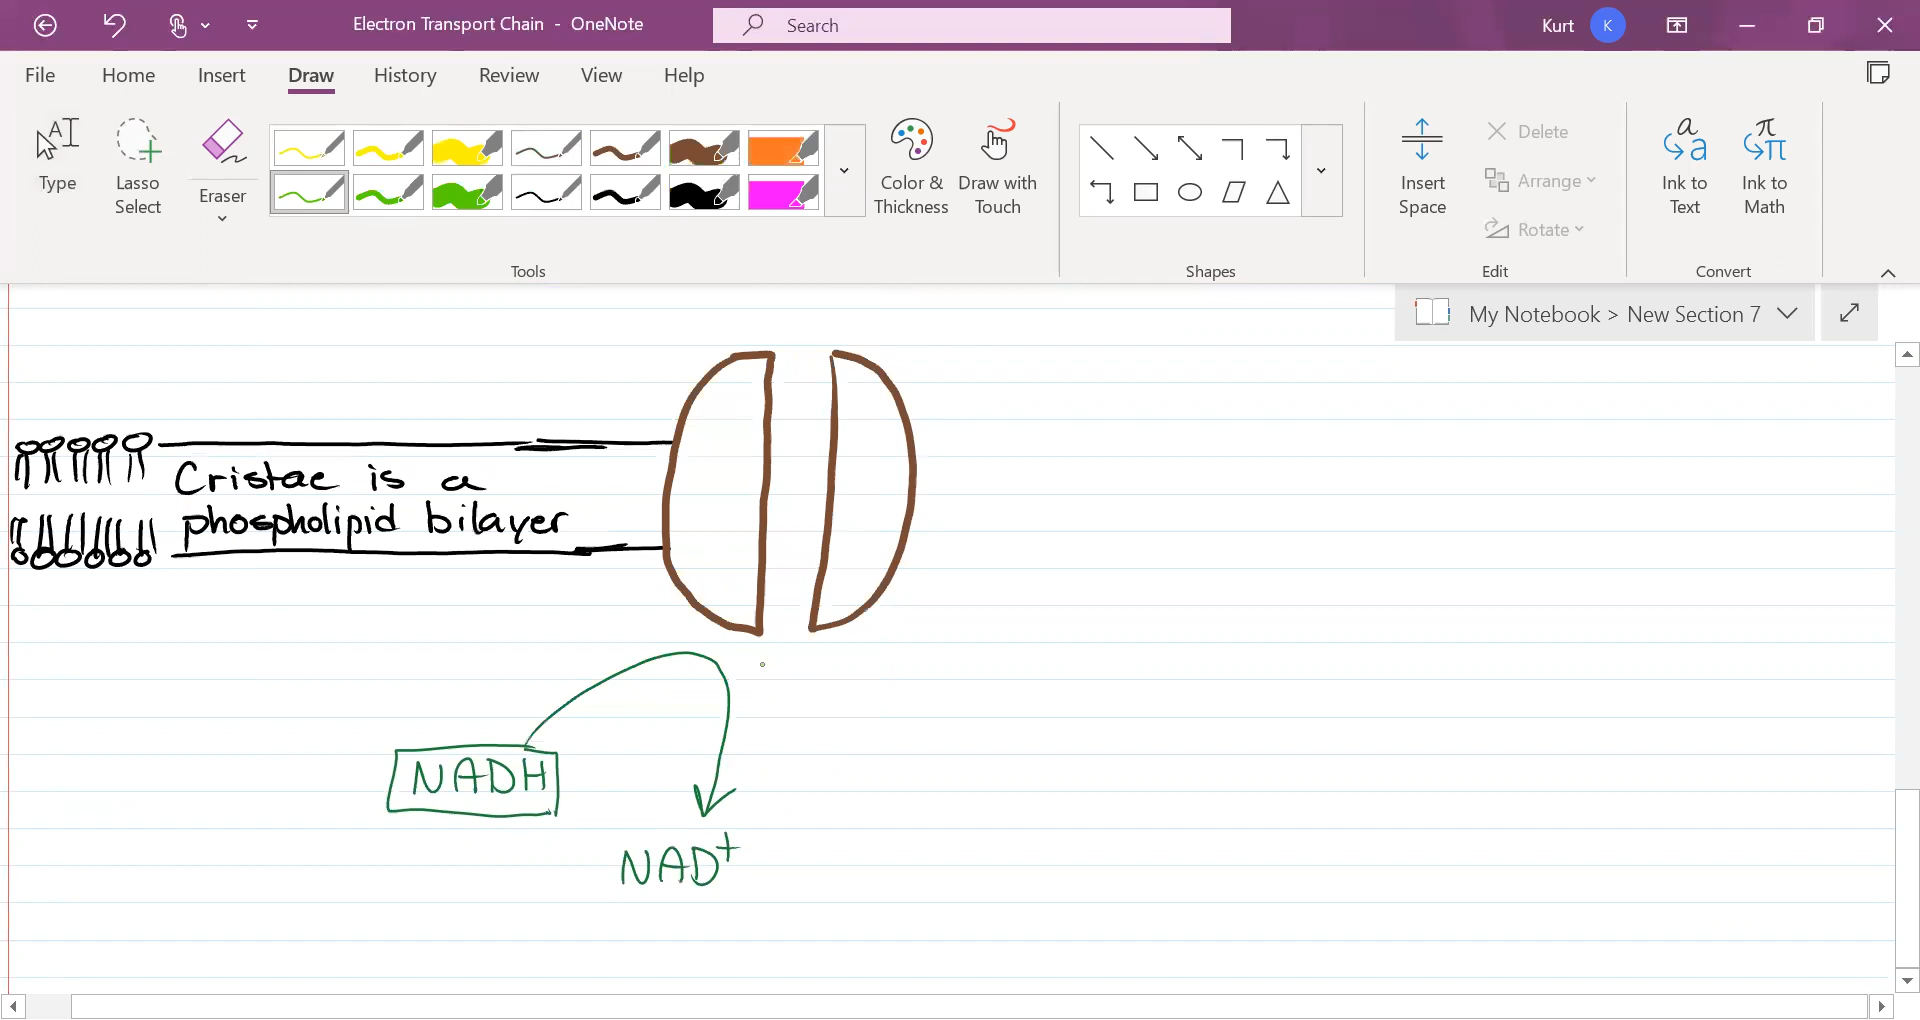 Electron Transport Chain - OneNote
Search
Kurt
K
File Home Insert Draw History Review View Help
Type
Lasso Select
Eraser
Color & Thickness
Draw with Touch
Insert Space
Delete
Arrange
Rotate
Ink to Text
Ink to Math
Tools
Shapes
Edit
Convert
My Notebook > New Section 7
Cristae is a
phospholipid bilayer
NADH
NAD+